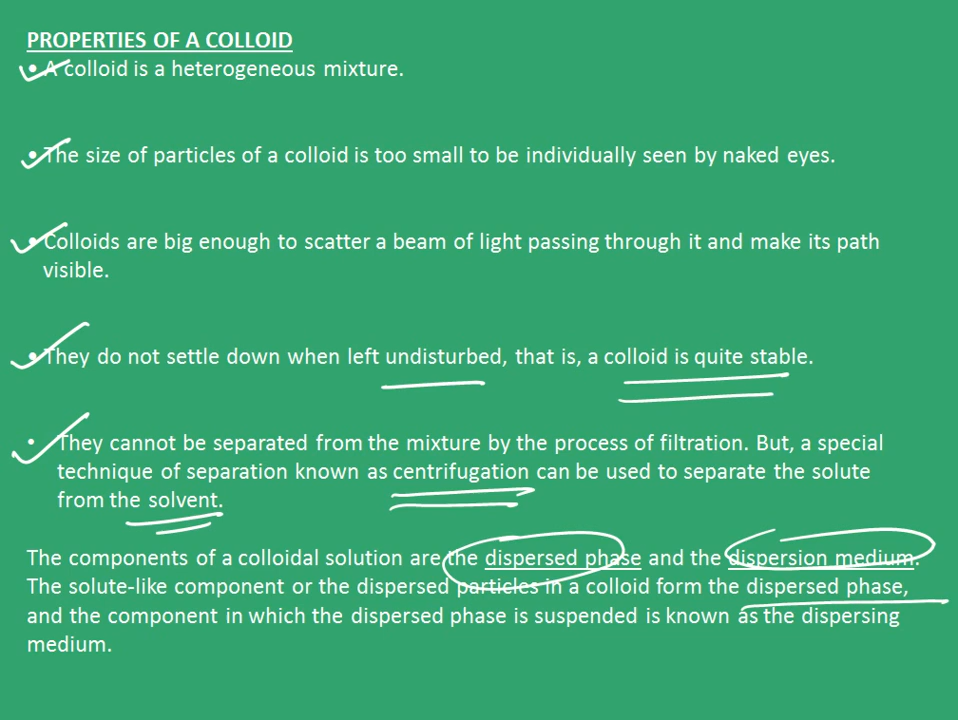 PROPERTIES OF A COLLOID
• A colloid is a heterogeneous mixture.
• The size of particles of a colloid is too small to be individually seen by naked eyes.
• Colloids are big enough to scatter a beam of light passing through it and make its path
visible.
• They do not settle down when left undisturbed, that is, a colloid is quite stable.
• They cannot be separated from the mixture by the process of filtration. But, a special
technique of separation known as centrifugation can be used to separate the solute
from the solvent.
The components of a colloidal solution are the dispersed phase and the dispersion medium.
The solute-like component or the dispersed particles in a colloid form the dispersed phase,
and the component in which the dispersed phase is suspended is known as the dispersing
medium.